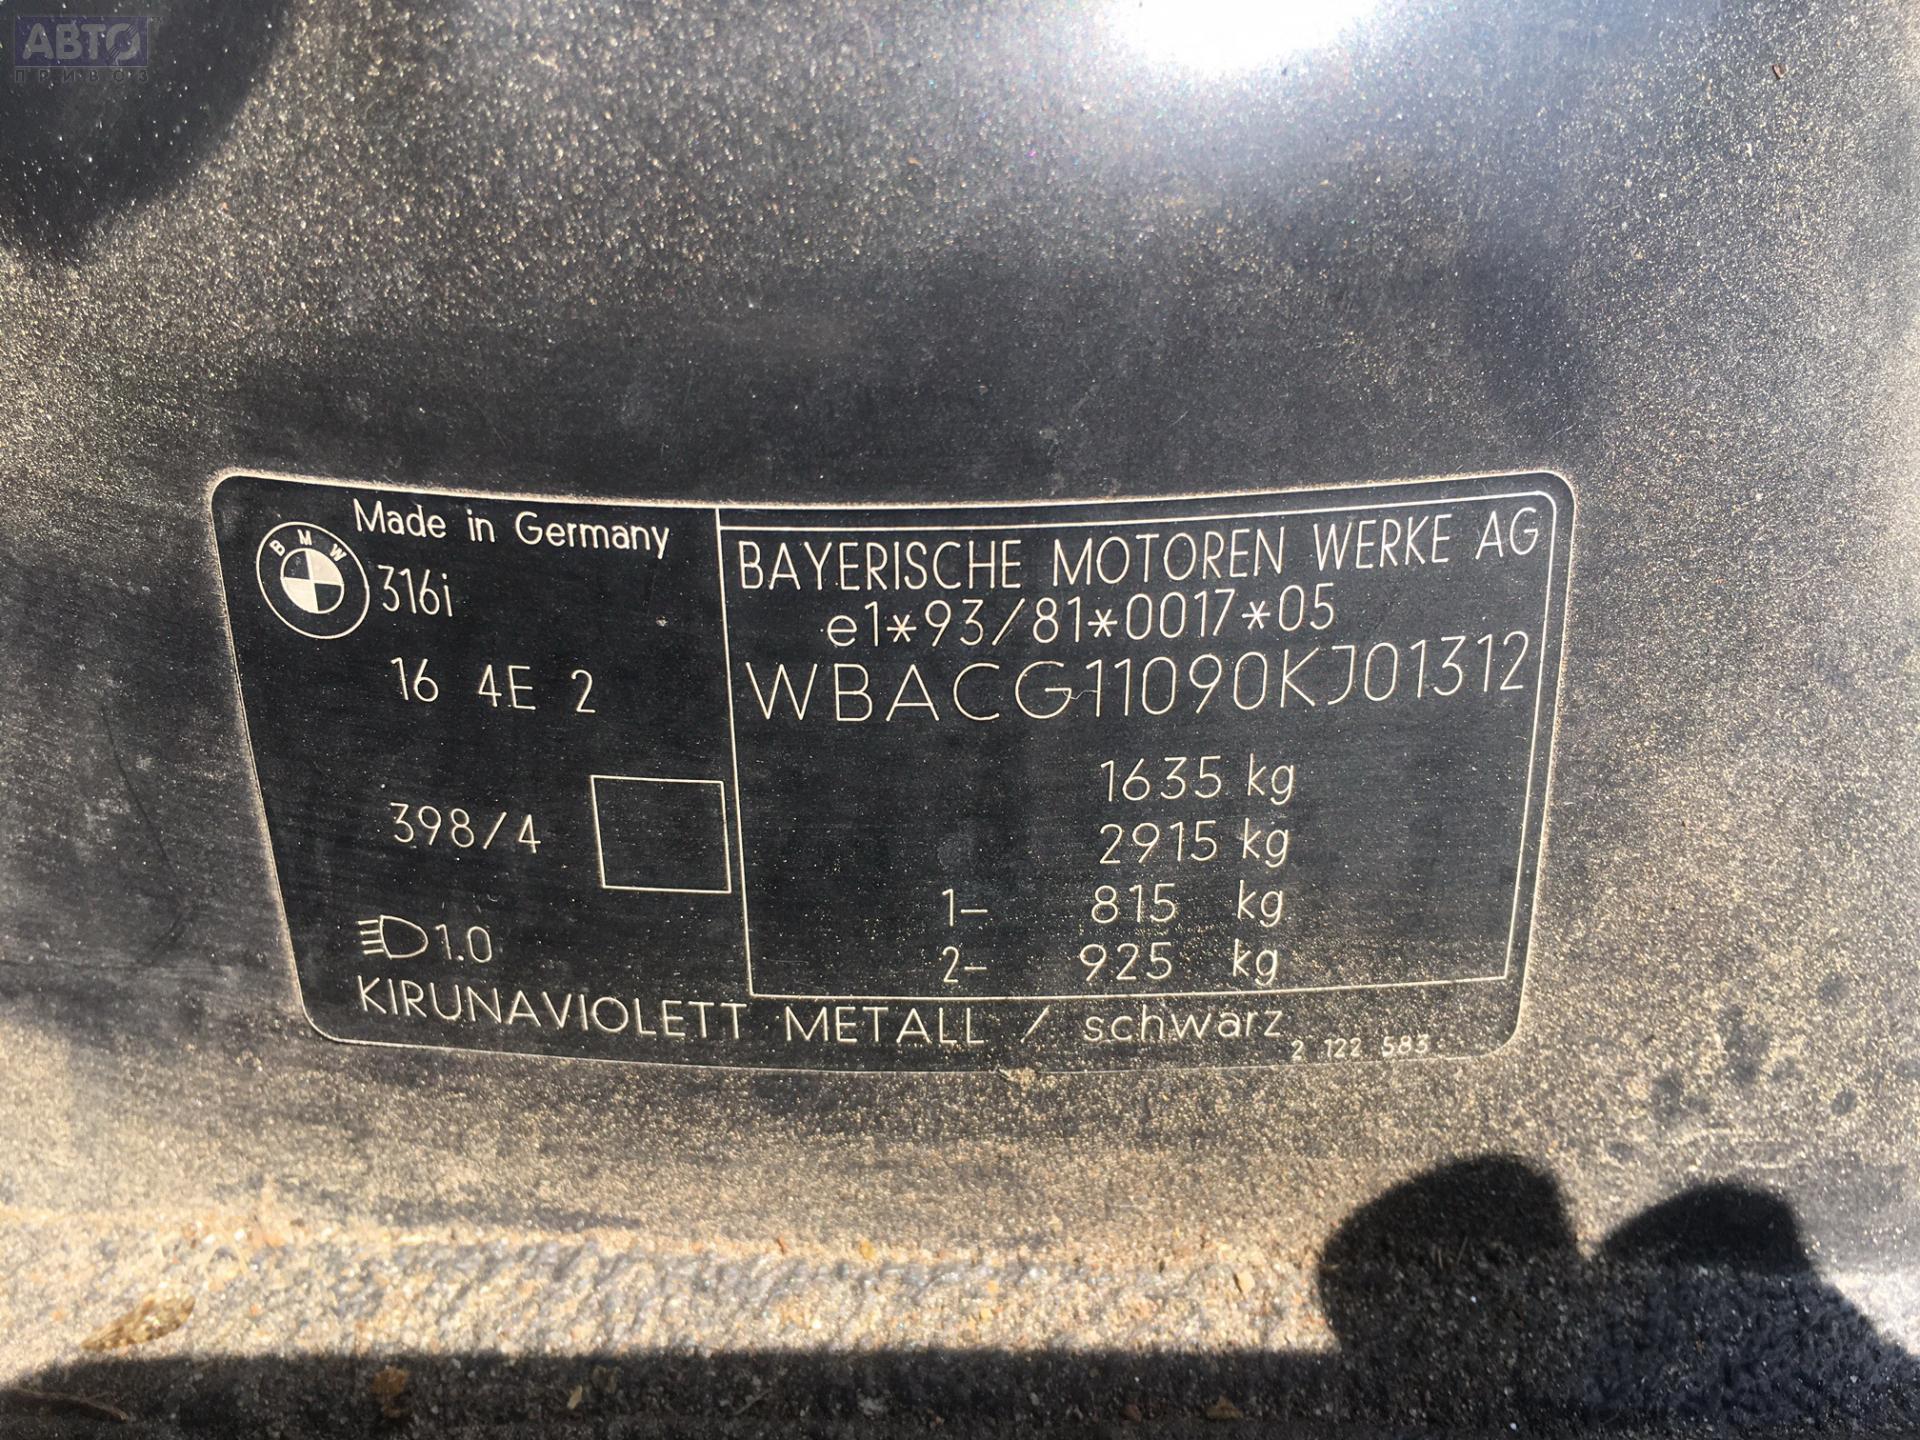 АВТО
ПРИВОЗ
Made in Germany
BMW
316i
16 4E 2
398/4
1.0
BAYERISCHE MOTOREN WERKE AG
e1*93/81*0017*05
WBACG11090KJ01312
1635 kg
2915 kg
1- 815 kg
2- 925 kg
KIRUNAVIOLETT METALL / schwarz
2 122 583